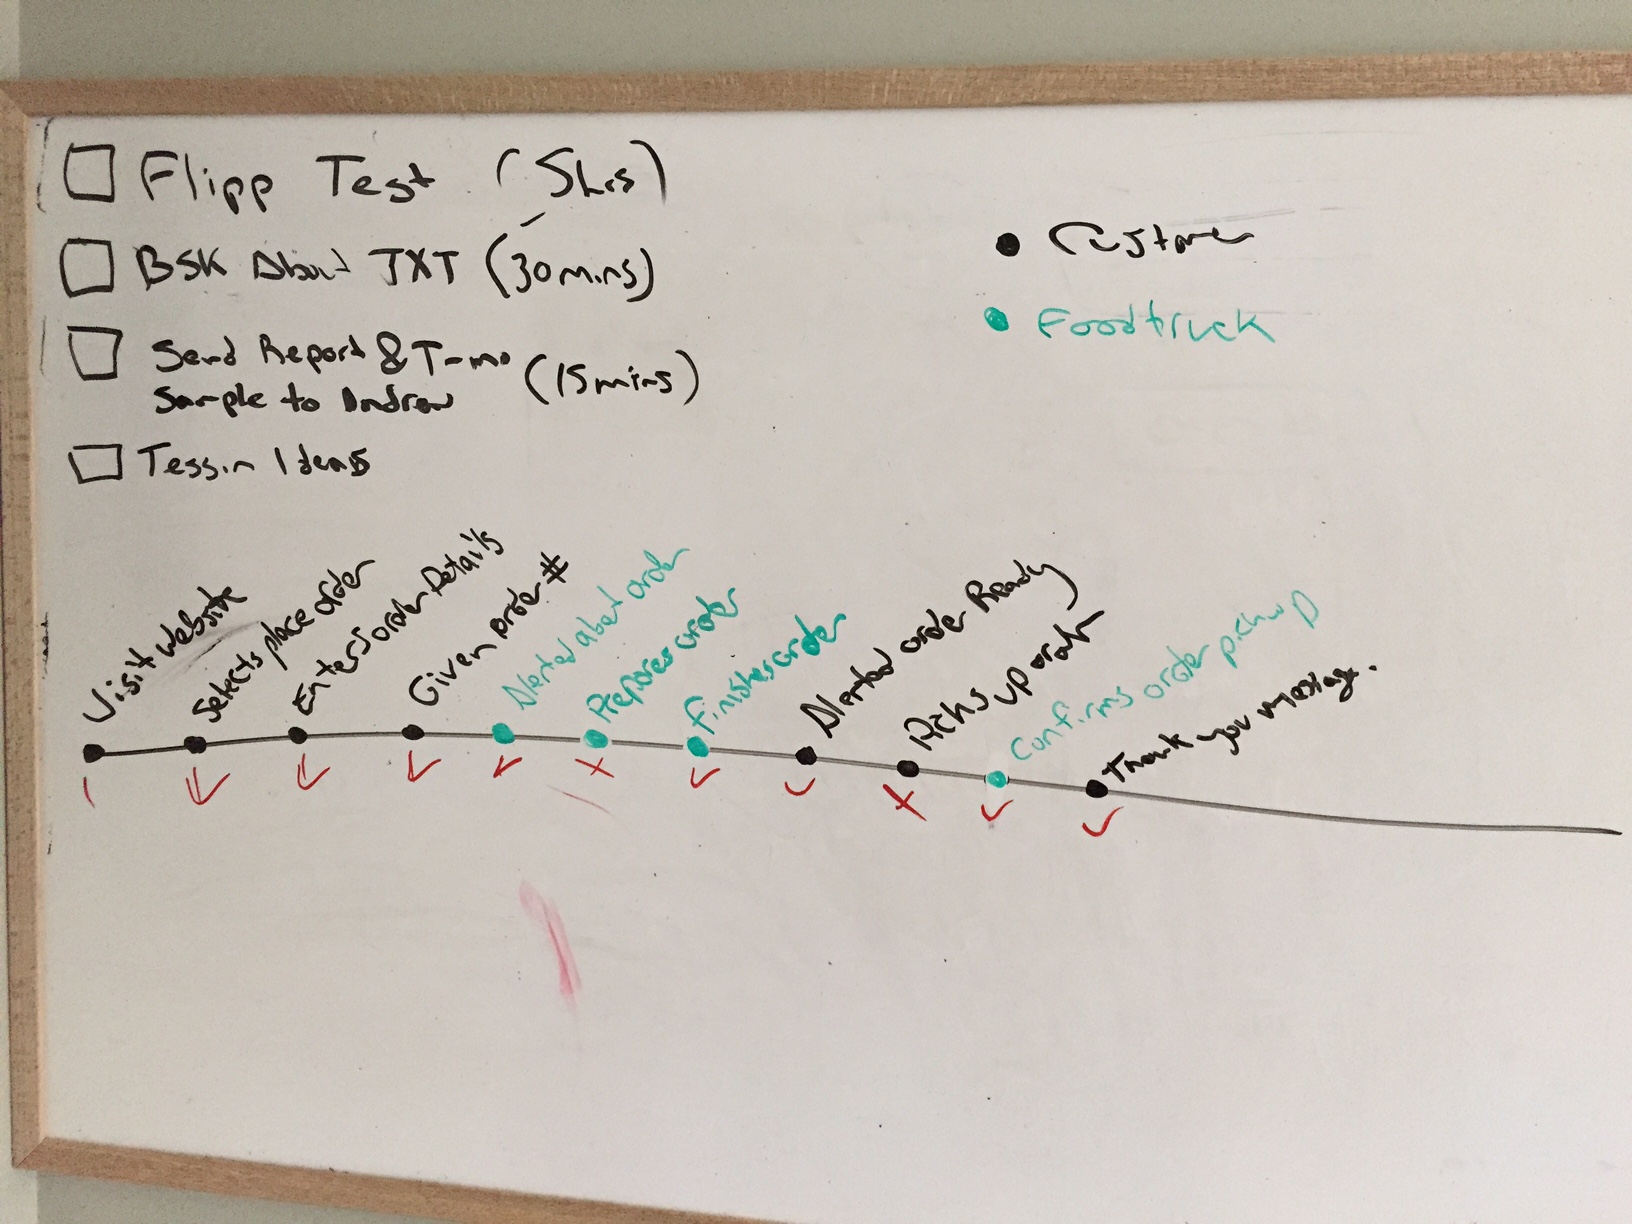 Flipp Test (5hrs)
BSK About TXT (30mins)
Send Report & T-mo
Sample to Andrew (15mins)
Tessin Ideas
Customer
Foodtruck
Visit website
Selects place order
Enters order Details
Given order #
Alerted about order
Prepares order
Finishes order
Alerted order Ready
Picks up order
Confirms order pickup
Thank you message.